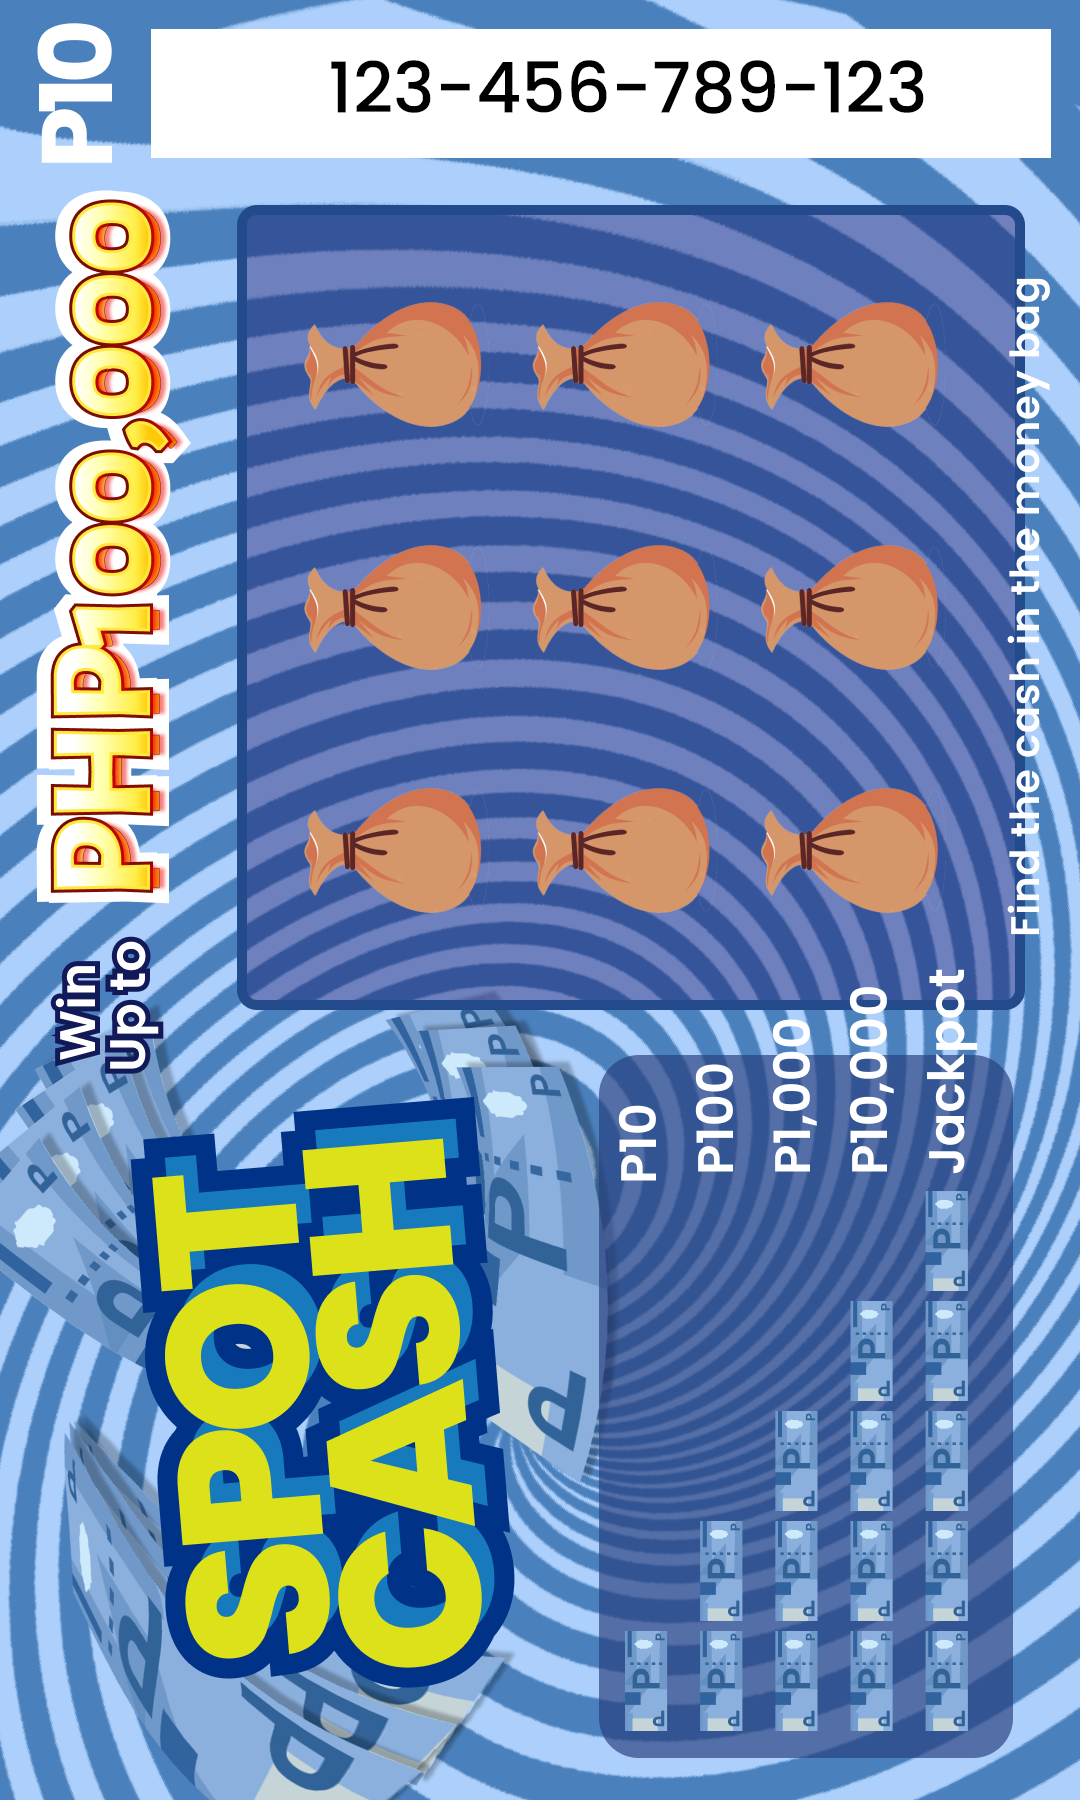 P10
123-456-789-123
Win
Up to
PHP100,000
SPOT
CASH
Find the cash in the money bag
P10
P100
P1,000
P10,000
Jackpot